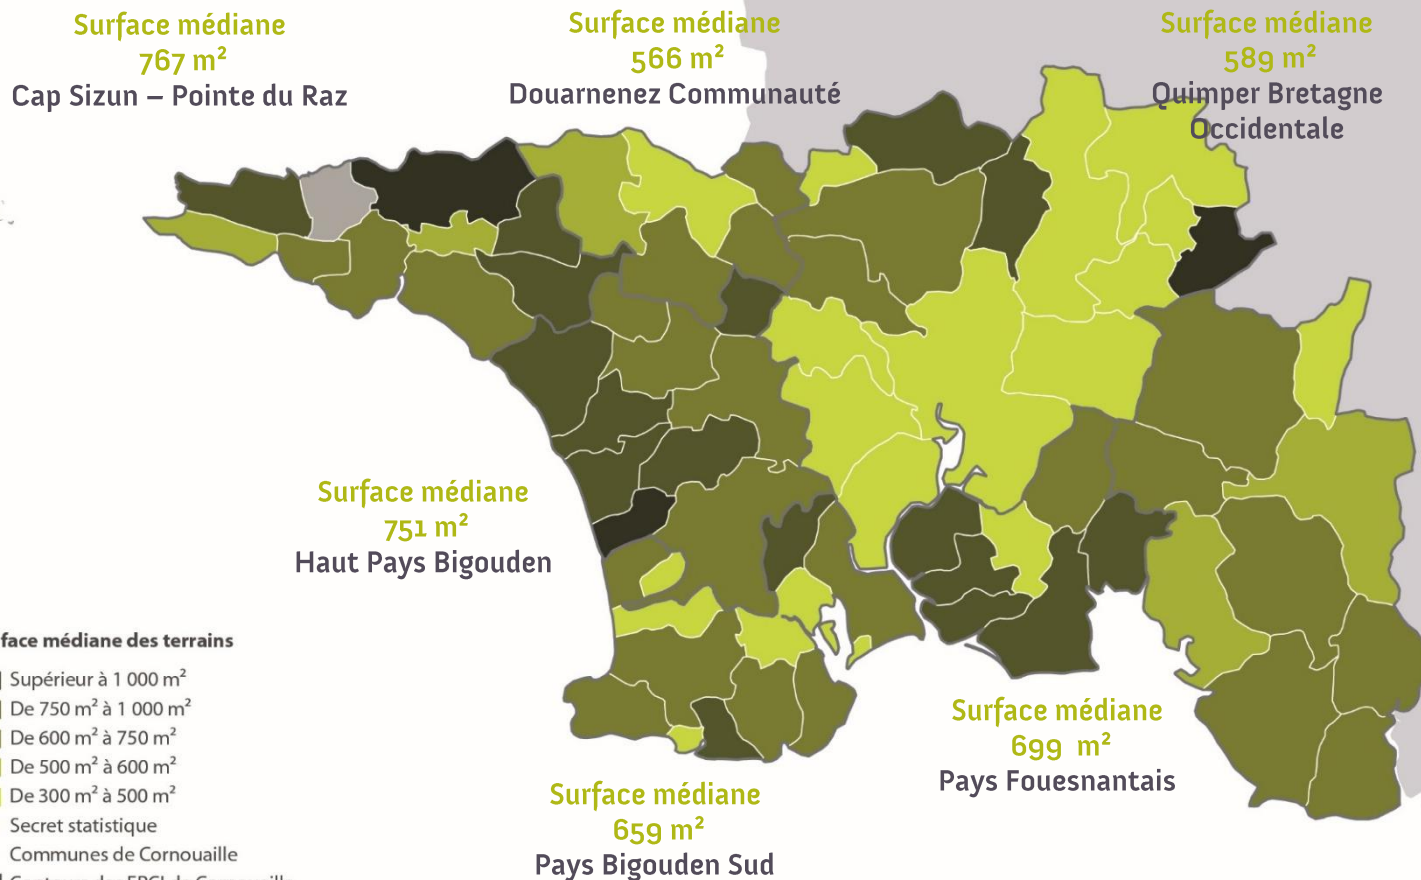 Surface médiane
767 m²
Cap Sizun – Pointe du Raz
Surface médiane
566 m²
Douarnenez Communauté
Surface médiane
589 m²
Quimper Bretagne
Occidentale
Surface médiane
751 m²
Haut Pays Bigouden
face médiane des terrains
Supérieur à 1 000 m²
De 750 m² à 1 000 m²
De 600 m² à 750 m²
De 500 m² à 600 m²
De 300 m² à 500 m²
Secret statistique
Communes de Cornouaille
Surface médiane
699 m²
Pays Fouesnantais
Surface médiane
659 m²
Pays Bigouden Sud